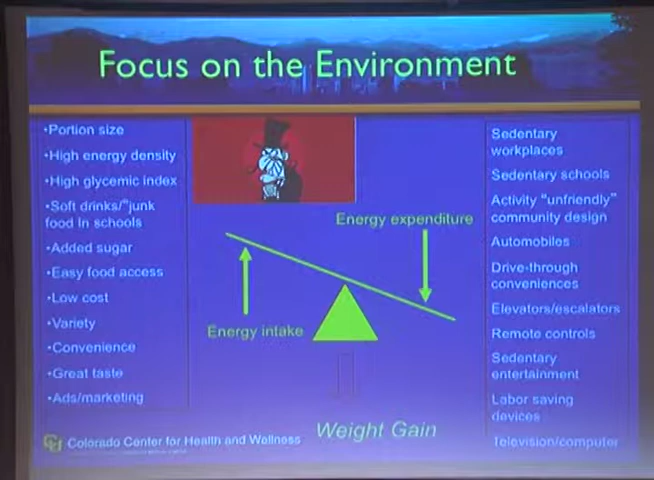 Focus on the Environment
•Portion size
•High energy density
•High glycemic index
•Soft drinks/"junk
food in schools
•Added sugar
•Easy food access
•Low cost
•Variety
•Convenience
•Great taste
•Ads/marketing
Energy expenditure
Energy intake
Weight Gain
Sedentary
workplaces
Sedentary schools
Activity "unfriendly"
community design
Automobiles
Drive-through
conveniences
Elevators/escalators
Remote controls
Sedentary
entertainment
Labor saving
devices
Television/computer
Colorado Center for Health and Wellness